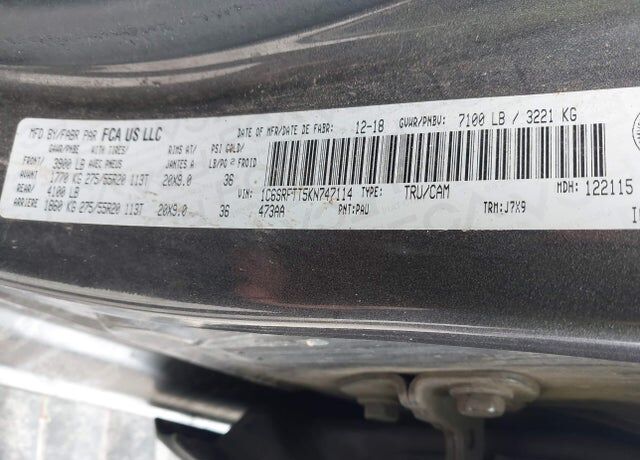 MFD BY/FABR PAR FCA US LLC DATE OF MFR/DATE DE FABR: 12-18 GVWR/PNBV: 7100 LB / 3221 KG
GAWR/PNBE: WITH TIRES/ RIMS AT/ PSI COLD/
FRONT/ 3900 LB AVEC PNEUS JANTES A LB/PO 2 FROID
AVANT 1770 KG 275/55R20 113T 20X9.0 36
REAR/ 4100 LB
ARRIERE 1860 KG 275/55R20 113T 20X9.0 36
VIN: 1C6SRFTT5KN747114 TYPE: TRU/CAM MDH: 122115
473AA PNT:PAU TRM:J7X9